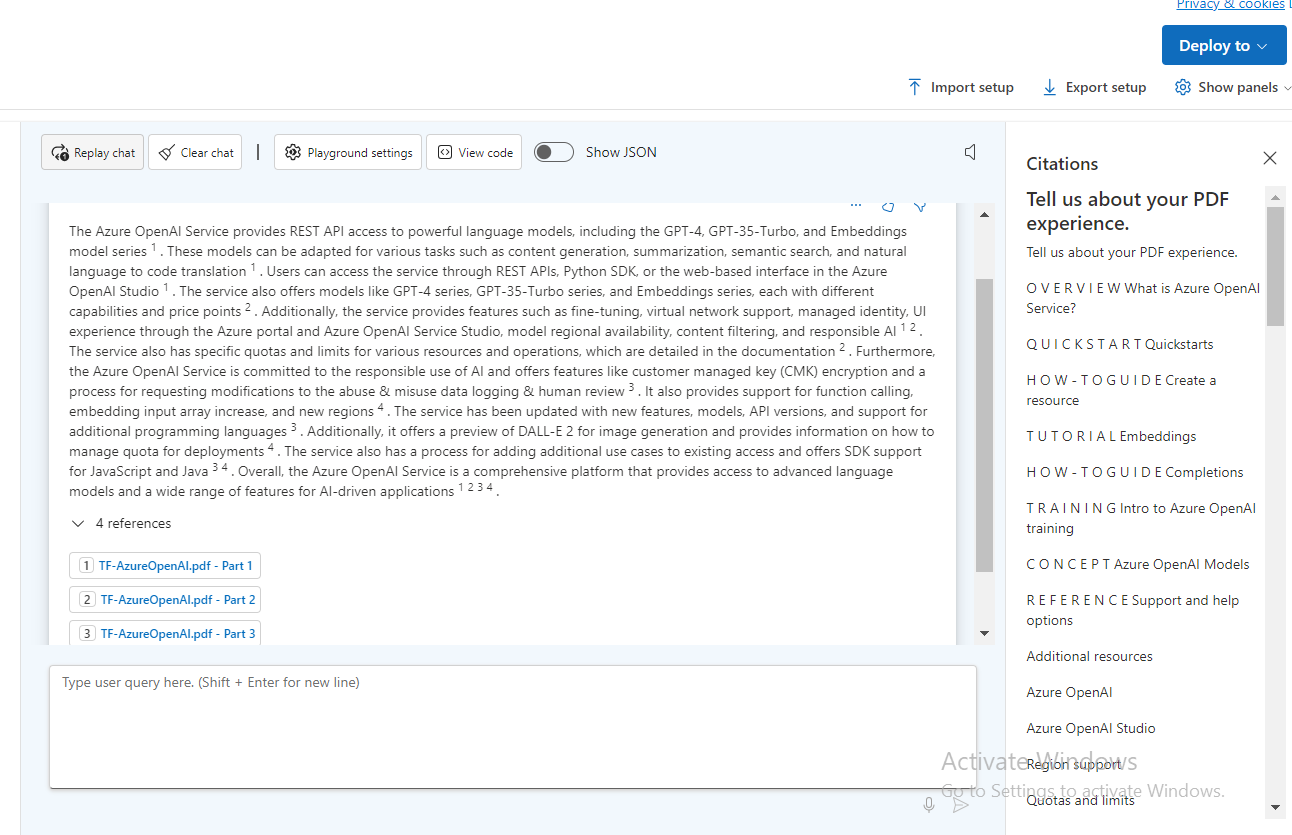 Privacy & cookies
Deploy to
Import setup
Export setup
Show panels
Replay chat
Clear chat
Playground settings
View code
Show JSON
The Azure OpenAI Service provides REST API access to powerful language models, including the GPT-4, GPT-35-Turbo, and Embeddings
model series 1 . These models can be adapted for various tasks such as content generation, summarization, semantic search, and natural
language to code translation 1 . Users can access the service through REST APIs, Python SDK, or the web-based interface in the Azure
OpenAI Studio 1 . The service also offers models like GPT-4 series, GPT-35-Turbo series, and Embeddings series, each with different
capabilities and price points 2 . Additionally, the service provides features such as fine-tuning, virtual network support, managed identity, UI
experience through the Azure portal and Azure OpenAI Service Studio, model regional availability, content filtering, and responsible AI 1 2 .
The service also has specific quotas and limits for various resources and operations, which are detailed in the documentation 2 . Furthermore,
the Azure OpenAI Service is committed to the responsible use of AI and offers features like customer managed key (CMK) encryption and a
process for requesting modifications to the abuse & misuse data logging & human review 3 . It also provides support for function calling,
embedding input array increase, and new regions 4 . The service has been updated with new features, models, API versions, and support for
additional programming languages 3 . Additionally, it offers a preview of DALL-E 2 for image generation and provides information on how to
manage quota for deployments 4 . The service also has a process for adding additional use cases to existing access and offers SDK support
for JavaScript and Java 3 4 . Overall, the Azure OpenAI Service is a comprehensive platform that provides access to advanced language
models and a wide range of features for AI-driven applications 1 2 3 4 .
4 references
1 TF-AzureOpenAI.pdf - Part 1
2 TF-AzureOpenAI.pdf - Part 2
3 TF-AzureOpenAI.pdf - Part 3
Type user query here. (Shift + Enter for new line)
Citations
Tell us about your PDF
experience.
Tell us about your PDF experience.
O V E R V I E W What is Azure OpenAI
Service?
Q U I C K S T A R T Quickstarts
H O W - T O G U I D E Create a
resource
T U T O R I A L Embeddings
H O W - T O G U I D E Completions
T R A I N I N G Intro to Azure OpenAI
training
C O N C E P T Azure OpenAI Models
R E F E R E N C E Support and help
options
Additional resources
Azure OpenAI
Azure OpenAI Studio
Region support
Quotas and limits
Activate Windows
Go to Settings to activate Windows.